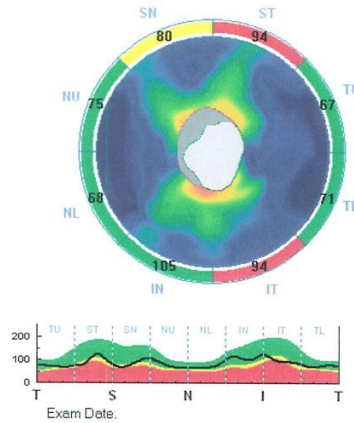 SN ST
80 94
NU 75 67 TU
NL 68 71 TL
105 94
IN IT
TU ST SN NU NL IN IT TL
200
100
0
T S N I T
Exam Date.